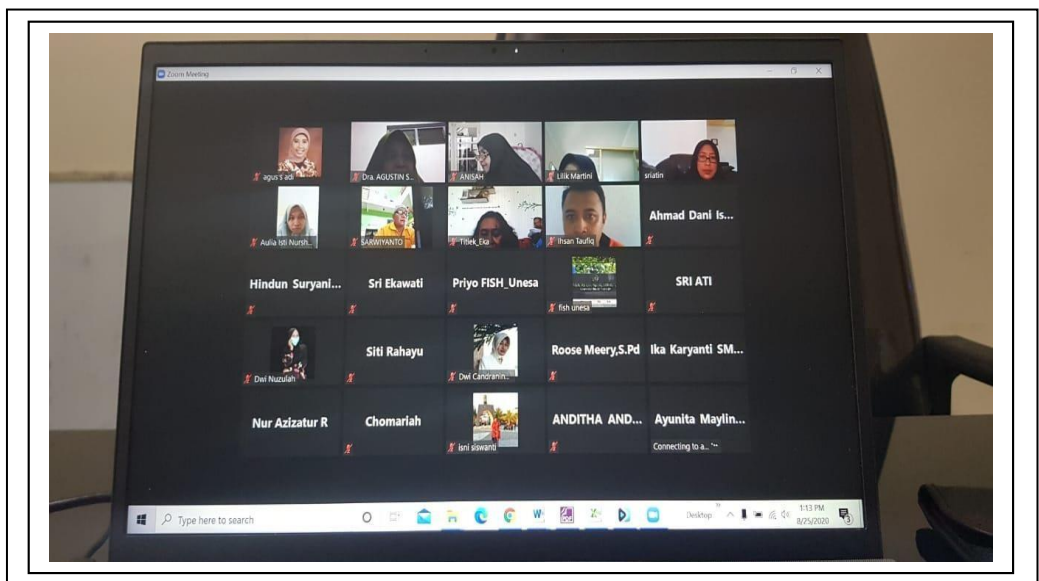 Zoom Meeting
agus s adi
Dra. AGUSTIN S...
ANISAH
Lilik Martini
sriatin
Aulia Isti Nursh...
SARWIYANTO
Titiek_Eka
Ihsan Taufiq
Ahmad Dani Is...
Hindun Suryani...
Sri Ekawati
Priyo FISH_Unesa
fish unesa
SRI ATI
Dwi Nuzulah
Siti Rahayu
Dwi Candranin...
Roose Meery,S.Pd
Ika Karyanti SM...
Nur Azizatur R
Chomariah
isni siswanti
ANDITHA AND...
Ayunita Maylin...
Connecting to a...
Type here to search
Desktop
1:13 PM
8/25/2020